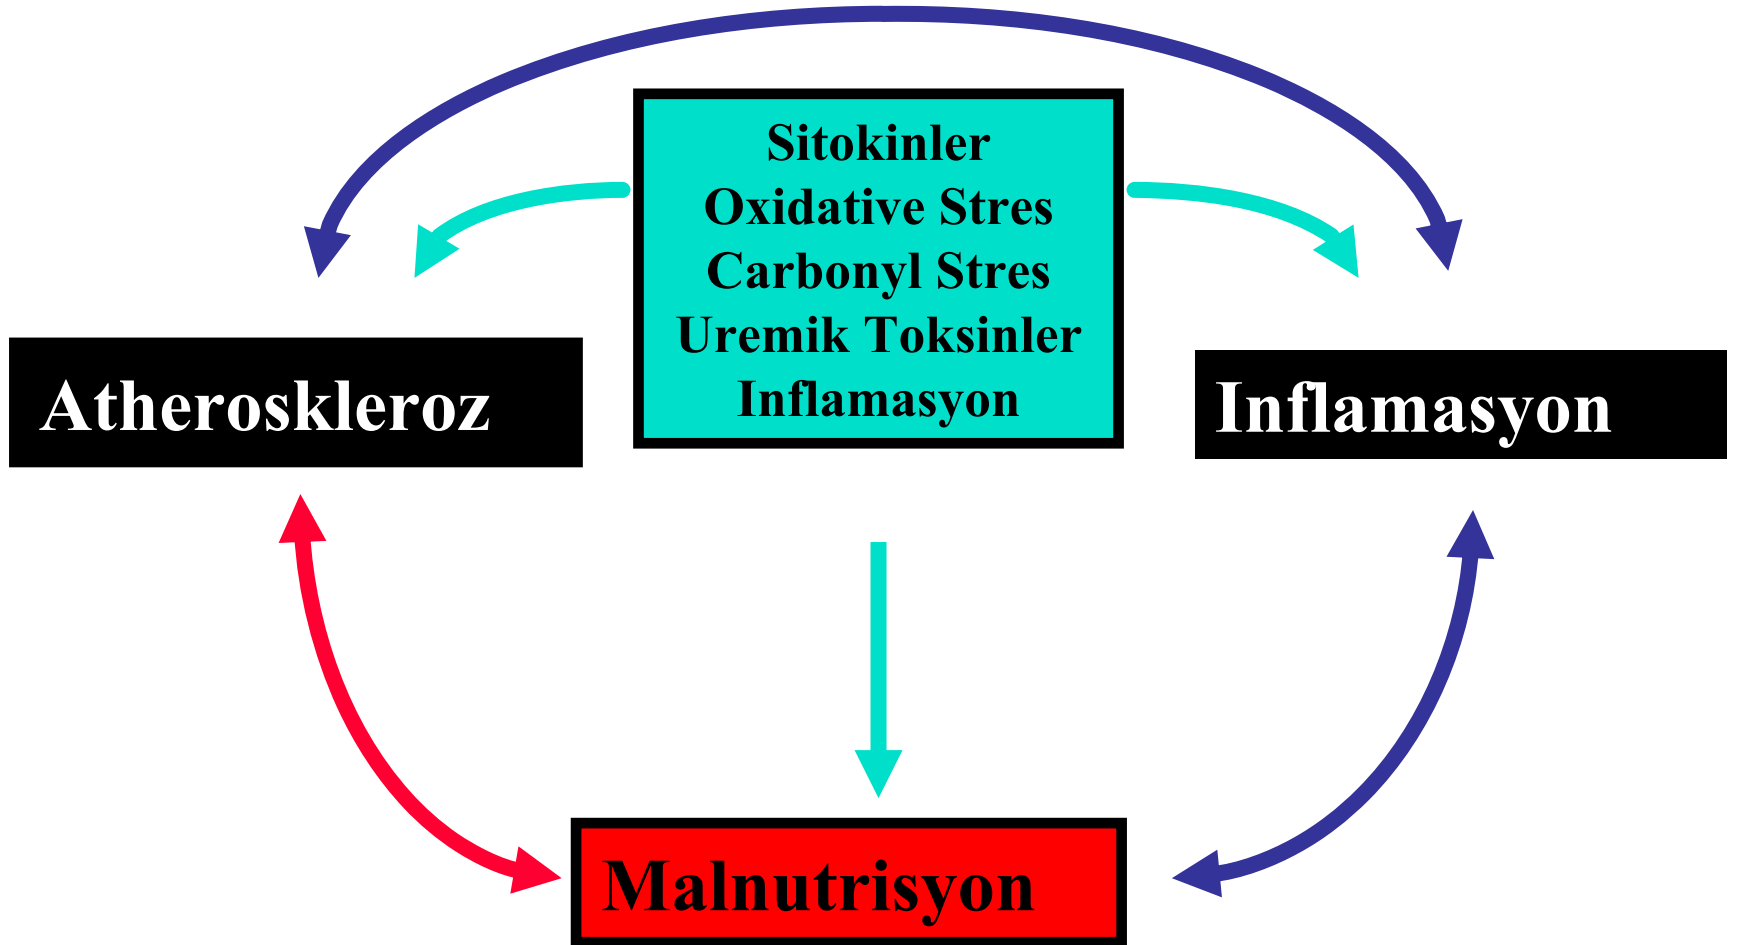 Sitokinler
Oxidative Stres
Carbonyl Stres
Uremik Toksinler
Inflamasyon
Atheroskleroz
Inflamasyon
Malnutrisyon